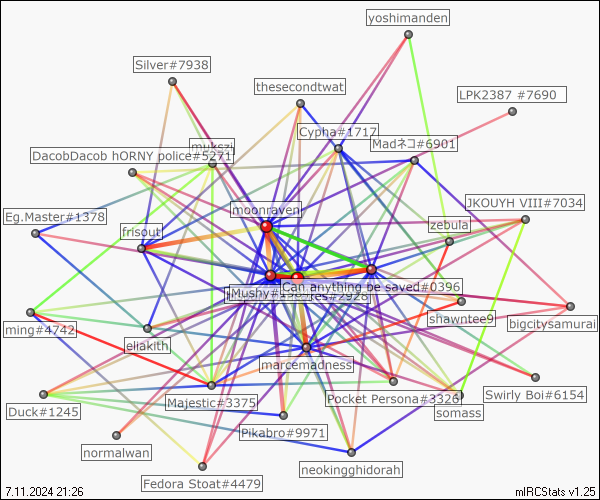 yoshimanden
Silver#7938
thesecondtwat
LPK2387 #7690
Cypha#1717
Madネコ#6901
mukszi
DacobDacob hORNY police#5271
JKOUYH VIII#7034
moonraven
Eg.Master#1378
frisout
zebula
Can anything be saved#0396
Mushy#
res#2928
ming#4742
shawntee9
bigcitysamurai
eliakith
marcemadness
Majestic#3375
Pocket Persona#3326
Swirly Boi#6154
Duck#1245
somass
Pikabro#9971
normalwan
neokingghidorah
Fedora Stoat#4479
7.11.2024 21:26
mIRCStats v1.25